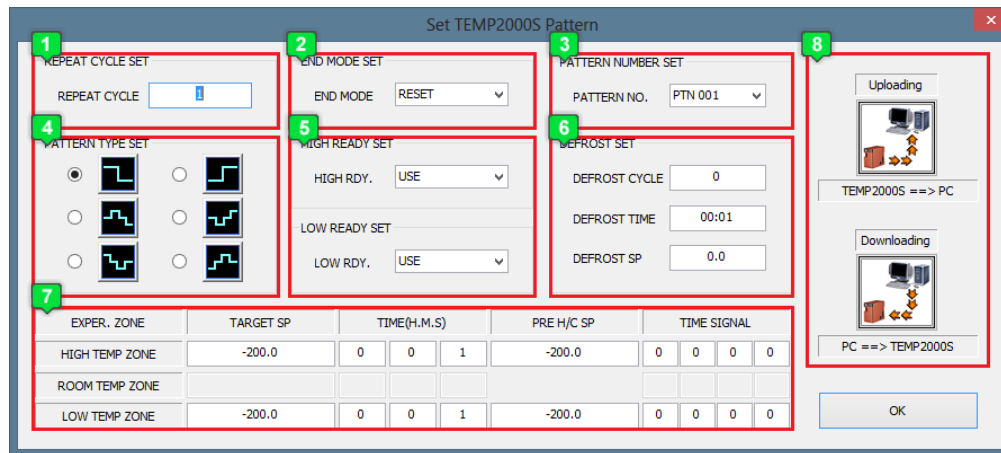 Set TEMP2000S Pattern
1
2
3
8
REPEAT CYCLE SET
END MODE SET
PATTERN NUMBER SET
REPEAT CYCLE 1
END MODE RESET
PATTERN NO. PTN 001
Uploading
TEMP2000S ==> PC
4
5
6
PATTERN TYPE SET
HIGH READY SET
DEFROST SET
HIGH RDY. USE
DEFROST CYCLE 0
DEFROST TIME 00:01
LOW READY SET
LOW RDY. USE
DEFROST SP 0.0
Downloading
PC ==> TEMP2000S
7
EXPER. ZONE TARGET SP TIME(H.M.S) PRE H/C SP TIME SIGNAL
HIGH TEMP ZONE -200.0 0 0 1 -200.0 0 0 0 0
ROOM TEMP ZONE
LOW TEMP ZONE -200.0 0 0 1 -200.0 0 0 0 0
OK